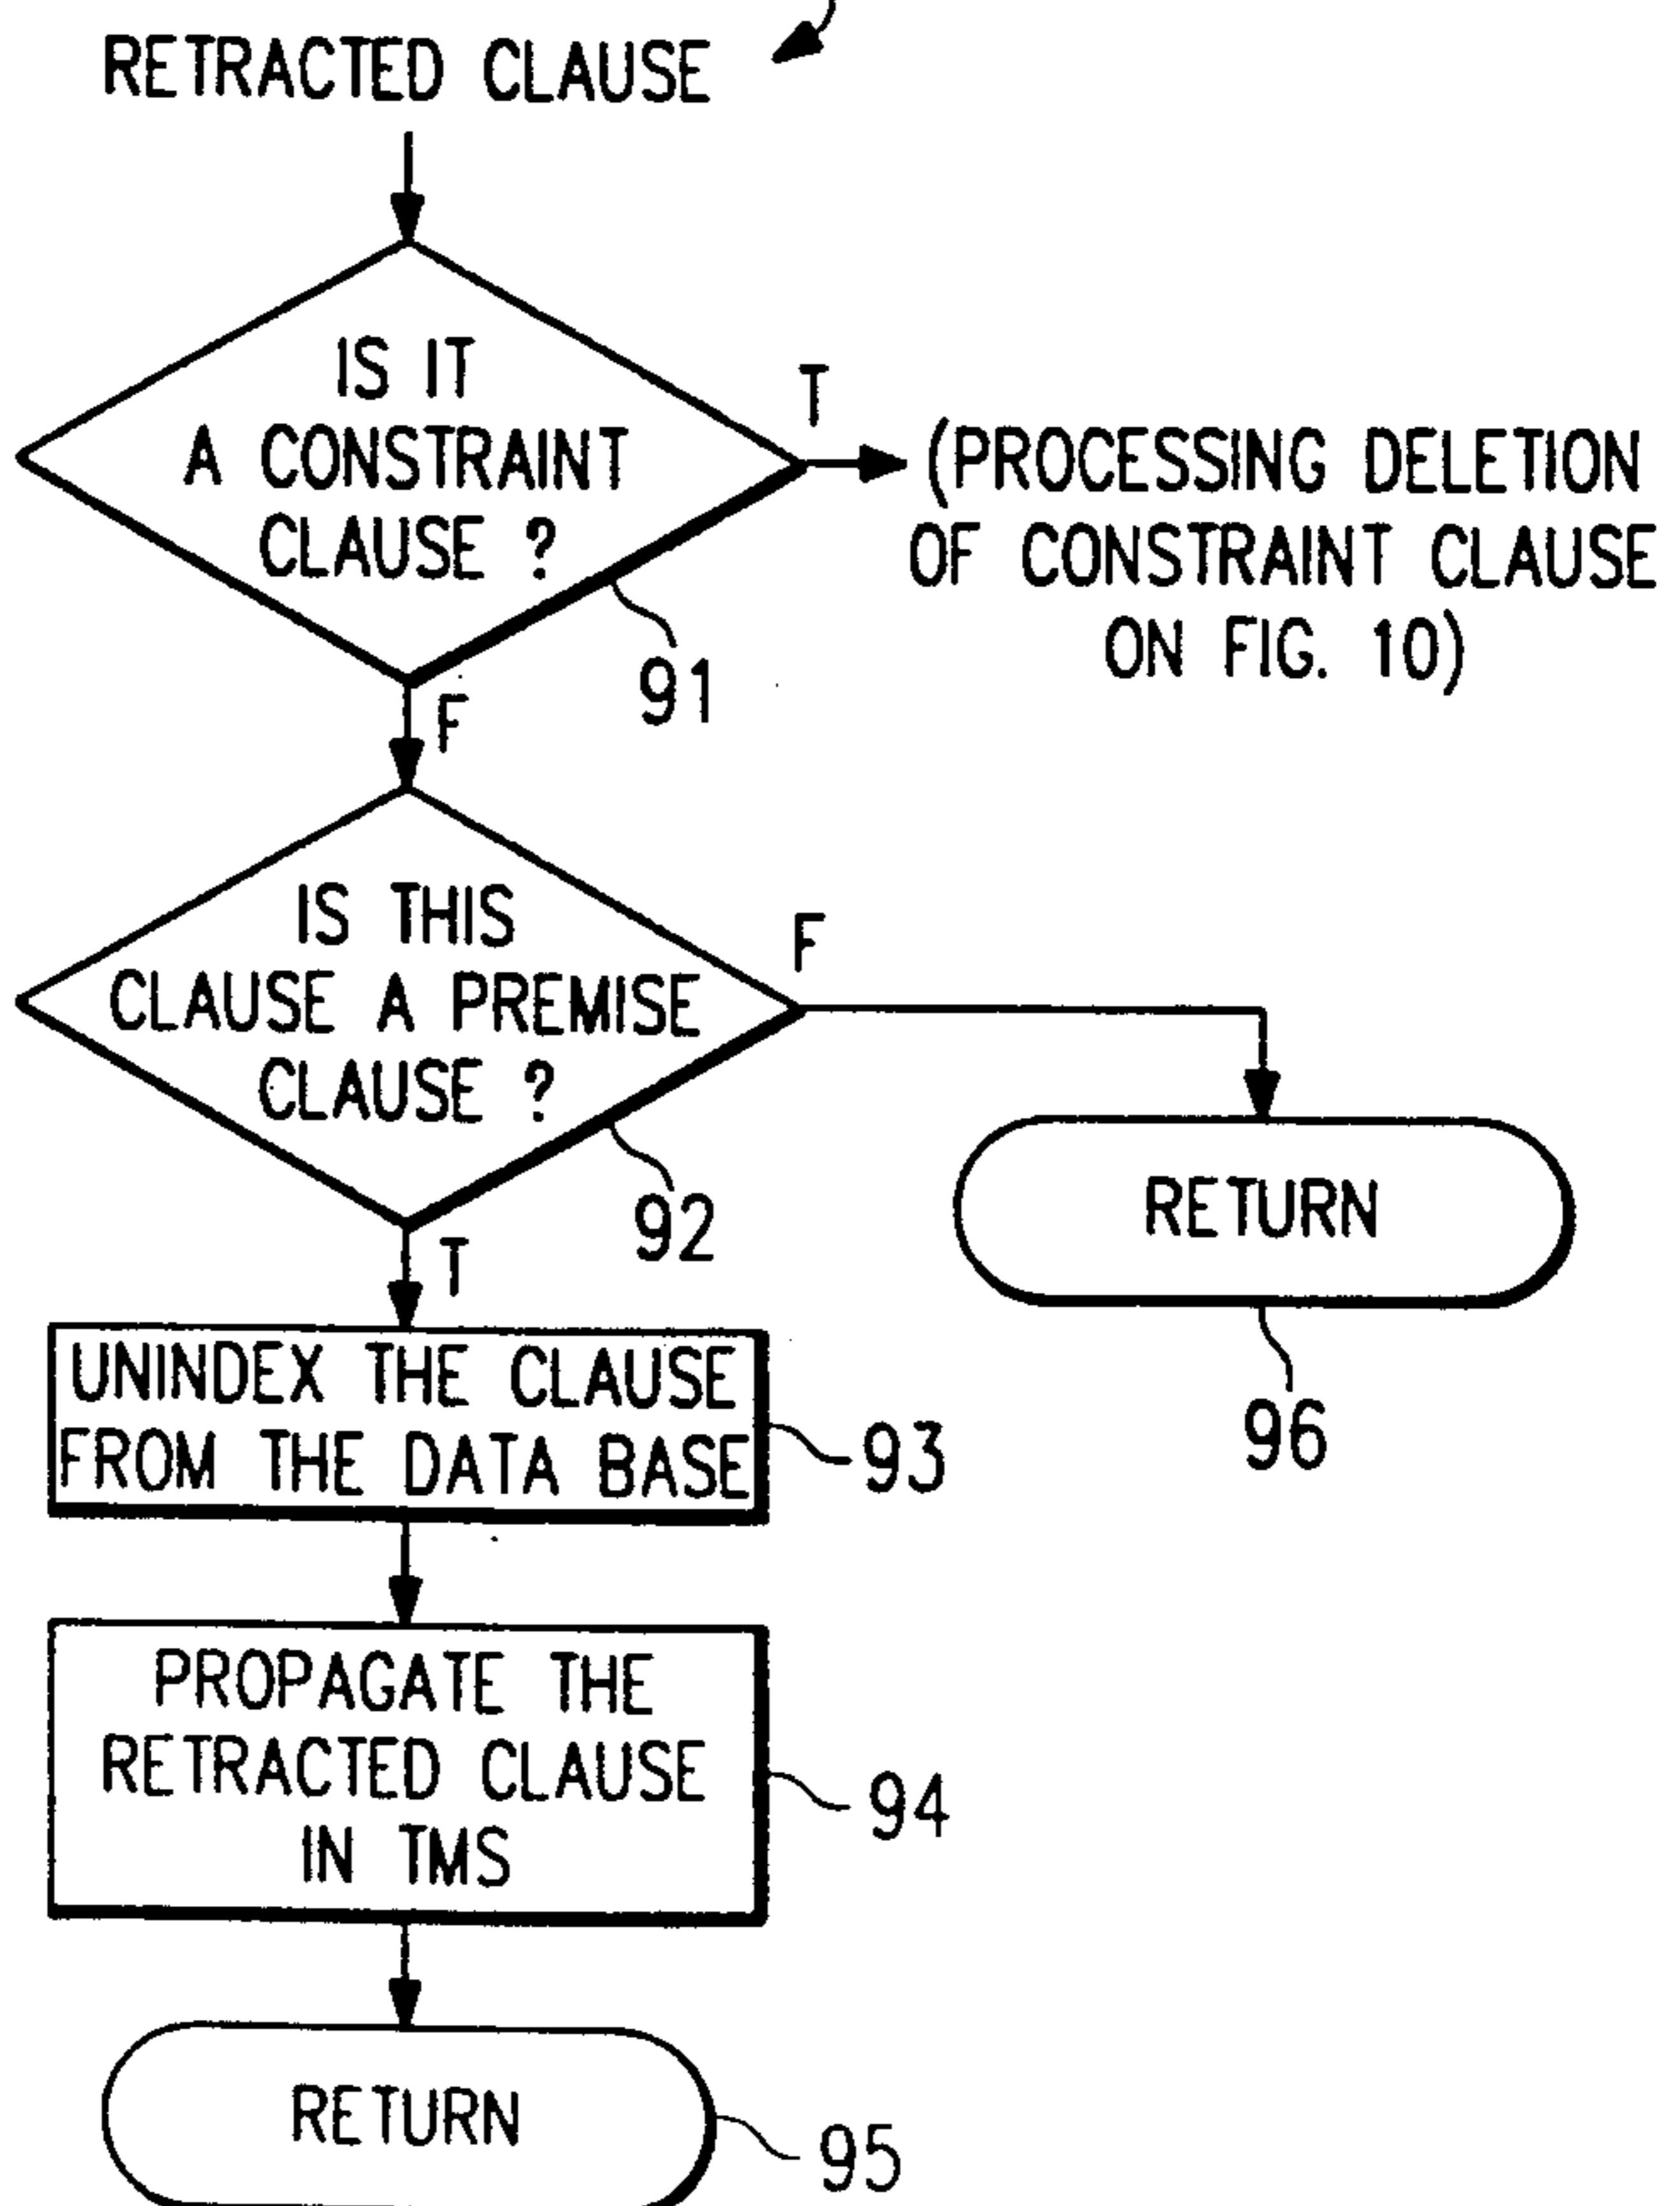 RETRACTED CLAUSE
IS IT
A CONSTRAINT
CLAUSE ?
T
(PROCESSING DELETION
OF CONSTRAINT CLAUSE
ON FIG. 10)
91
F
IS THIS
CLAUSE A PREMISE
CLAUSE ?
F
92
RETURN
96
T
UNINDEX THE CLAUSE
FROM THE DATA BASE
93
PROPAGATE THE
RETRACTED CLAUSE
IN TMS
94
RETURN
95